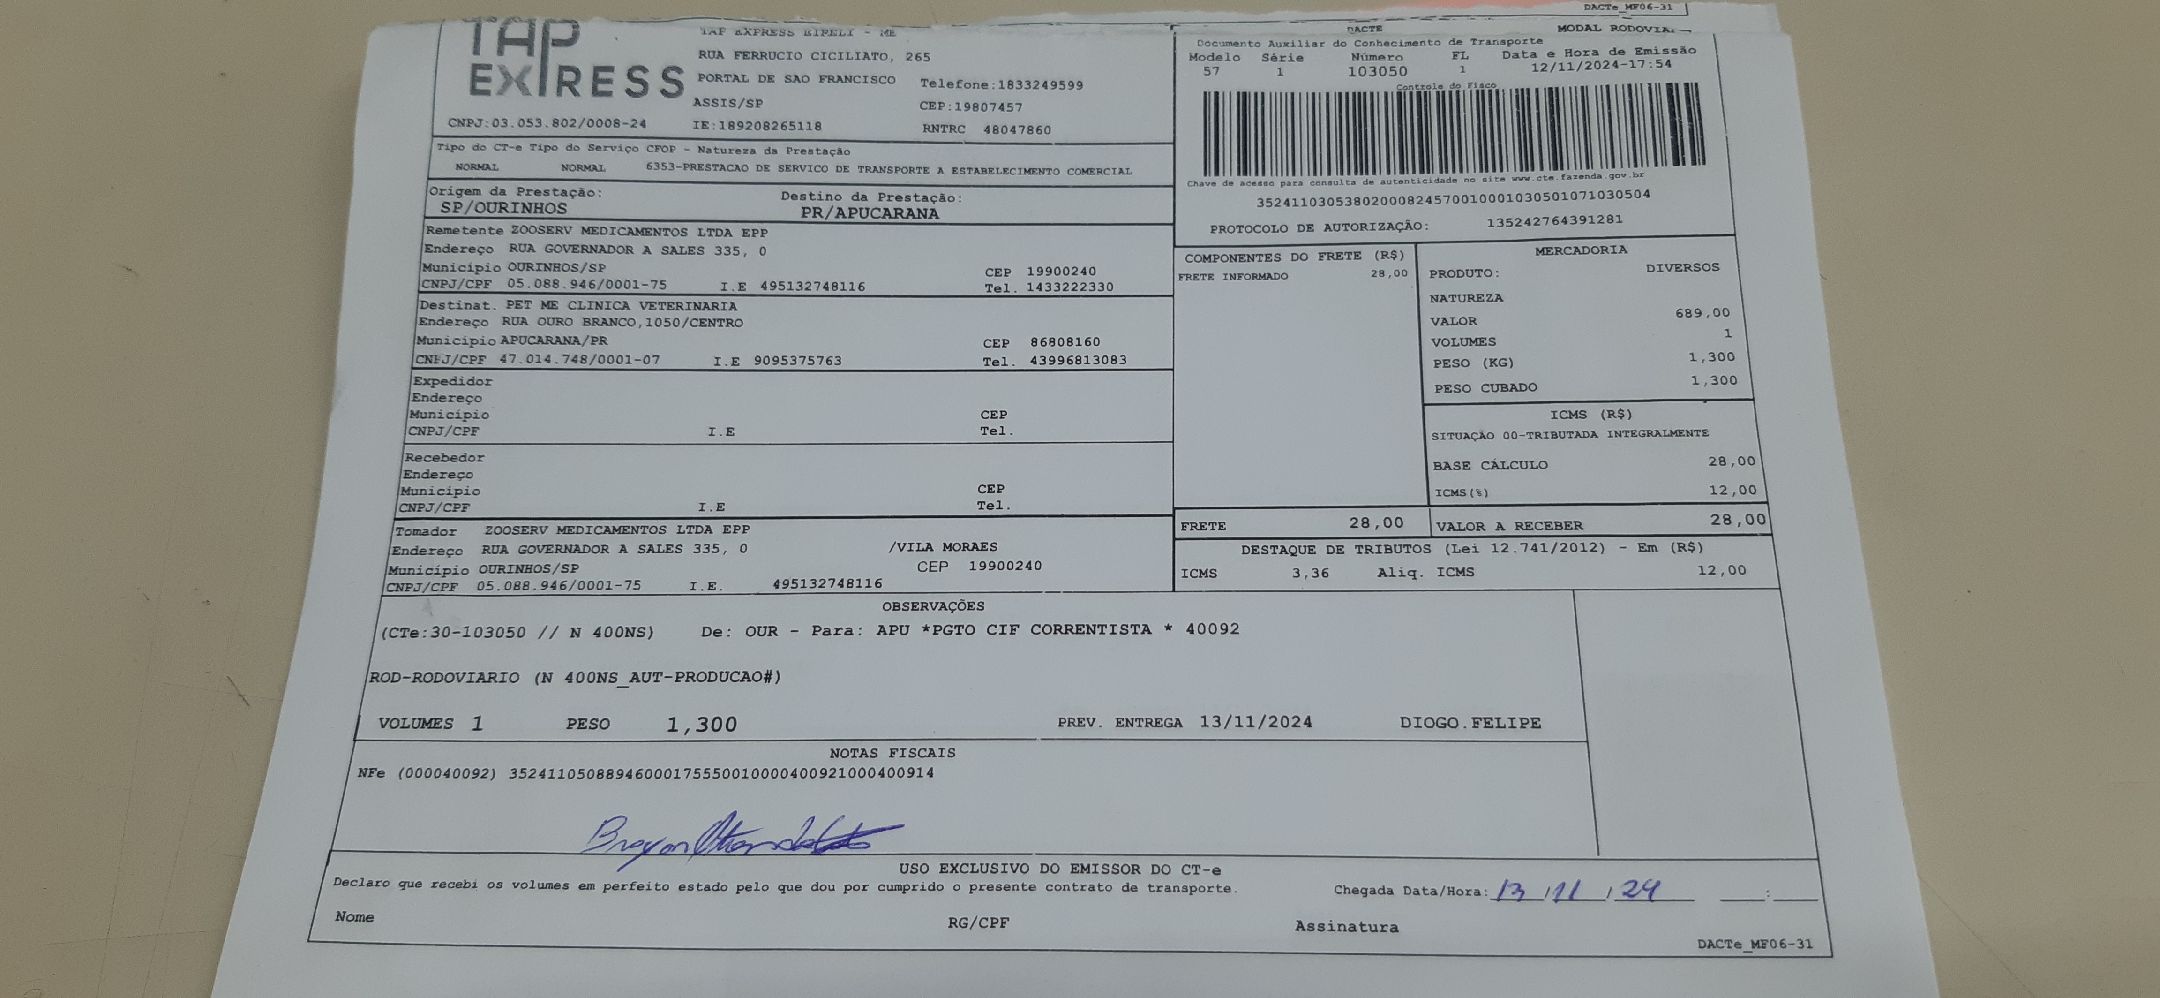 DACTe_MF06-31
TAP EXPRESS
TAP EXPRESS EIRELI - ME
RUA FERRUCIO CICILIATO, 265
PORTAL DE SAO FRANCISCO Telefone:1833249599
ASSIS/SP CEP:19807457
CNPJ:03.053.802/0008-24 IE:189208265118 RNTRC 48047860
DACTE MODAL RODOVIA
Documento Auxiliar do Conhecimento de Transporte
Modelo Série Número FL Data e Hora de Emissão
57 1 103050 1 12/11/2024-17:54
Controle do Fisco
Chave de acesso para consulta de autenticidade no site www.cte.fazenda.gov.br
35241103053802000824570010001030501071030504
PROTOCOLO DE AUTORIZAÇÃO: 135242764391281
Tipo do CT-e Tipo do Serviço CFOP - Natureza da Prestação
NORMAL NORMAL 6353-PRESTACAO DE SERVICO DE TRANSPORTE A ESTABELECIMENTO COMERCIAL
Origem da Prestação: Destino da Prestação:
SP/OURINHOS PR/APUCARANA
Remetente ZOOSERV MEDICAMENTOS LTDA EPP
Endereço RUA GOVERNADOR A SALES 335, 0
Município OURINHOS/SP CEP 19900240
CNPJ/CPF 05.088.946/0001-75 I.E 495132748116 Tel. 1433222330
Destinat. PET ME CLINICA VETERINARIA
Endereço RUA OURO BRANCO,1050/CENTRO
Município APUCARANA/PR CEP 86808160
CNPJ/CPF 47.014.748/0001-07 I.E 9095375763 Tel. 43996813083
Expedidor
Endereço
Município CEP
CNPJ/CPF I.E Tel.
Recebedor
Endereço
Município CEP
CNPJ/CPF I.E Tel.
Tomador ZOOSERV MEDICAMENTOS LTDA EPP
Endereço RUA GOVERNADOR A SALES 335, 0 /VILA MORAES
Município OURINHOS/SP CEP 19900240
CNPJ/CPF 05.088.946/0001-75 I.E. 495132748116
COMPONENTES DO FRETE (R$)
FRETE INFORMADO 28,00
MERCADORIA
PRODUTO: DIVERSOS
NATUREZA
VALOR 689,00
VOLUMES 1
PESO (KG) 1,300
PESO CUBADO 1,300
ICMS (R$)
SITUAÇÃO 00-TRIBUTADA INTEGRALMENTE
BASE CÁLCULO 28,00
ICMS(%) 12,00
FRETE 28,00 VALOR A RECEBER 28,00
DESTAQUE DE TRIBUTOS (Lei 12.741/2012) - Em (R$)
ICMS 3,36 Aliq. ICMS 12,00
OBSERVAÇÕES
(CTe:30-103050 // N 400NS) De: OUR - Para: APU *PGTO CIF CORRENTISTA * 40092
ROD-RODOVIARIO (N 400NS_AUT-PRODUCAO#)
VOLUMES 1 PESO 1,300 PREV. ENTREGA 13/11/2024 DIOGO.FELIPE
NOTAS FISCAIS
NFe (000040092) 35241105088946000175550010000400921000400914
USO EXCLUSIVO DO EMISSOR DO CT-e
Declaro que recebi os volumes em perfeito estado pelo que dou por cumprido o presente contrato de transporte. Chegada Data/Hora: 13/11/24 :
Nome RG/CPF Assinatura
DACTe_MF06-31